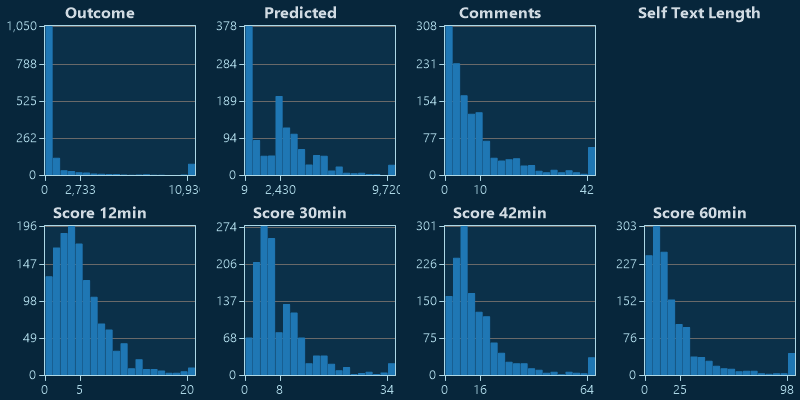 Outcome
1,050
788
525
262
0
0 2,733 10,930
Predicted
378
284
189
94
0
9 2,430 9,720
Comments
308
231
154
77
0
0 10 42
Self Text Length
Score 12min
196
147
98
49
0
0 5 20
Score 30min
274
206
137
68
0
0 8 34
Score 42min
301
226
150
75
0
0 16 64
Score 60min
303
227
152
76
0
0 25 98